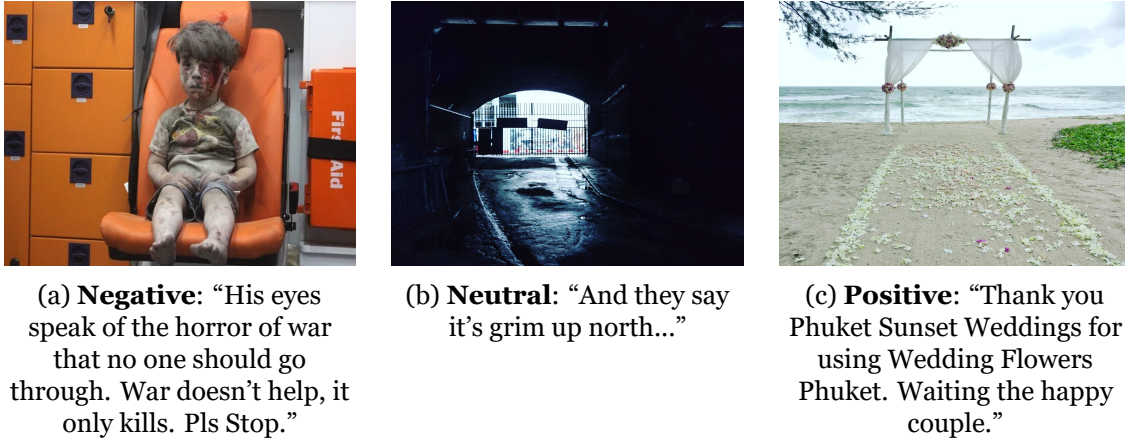 First Aid
(a) Negative: “His eyes
speak of the horror of war
that no one should go
through. War doesn’t help, it
only kills. Pls Stop.”
(b) Neutral: “And they say
it’s grim up north...”
(c) Positive: “Thank you
Phuket Sunset Weddings for
using Wedding Flowers
Phuket. Waiting the happy
couple.”